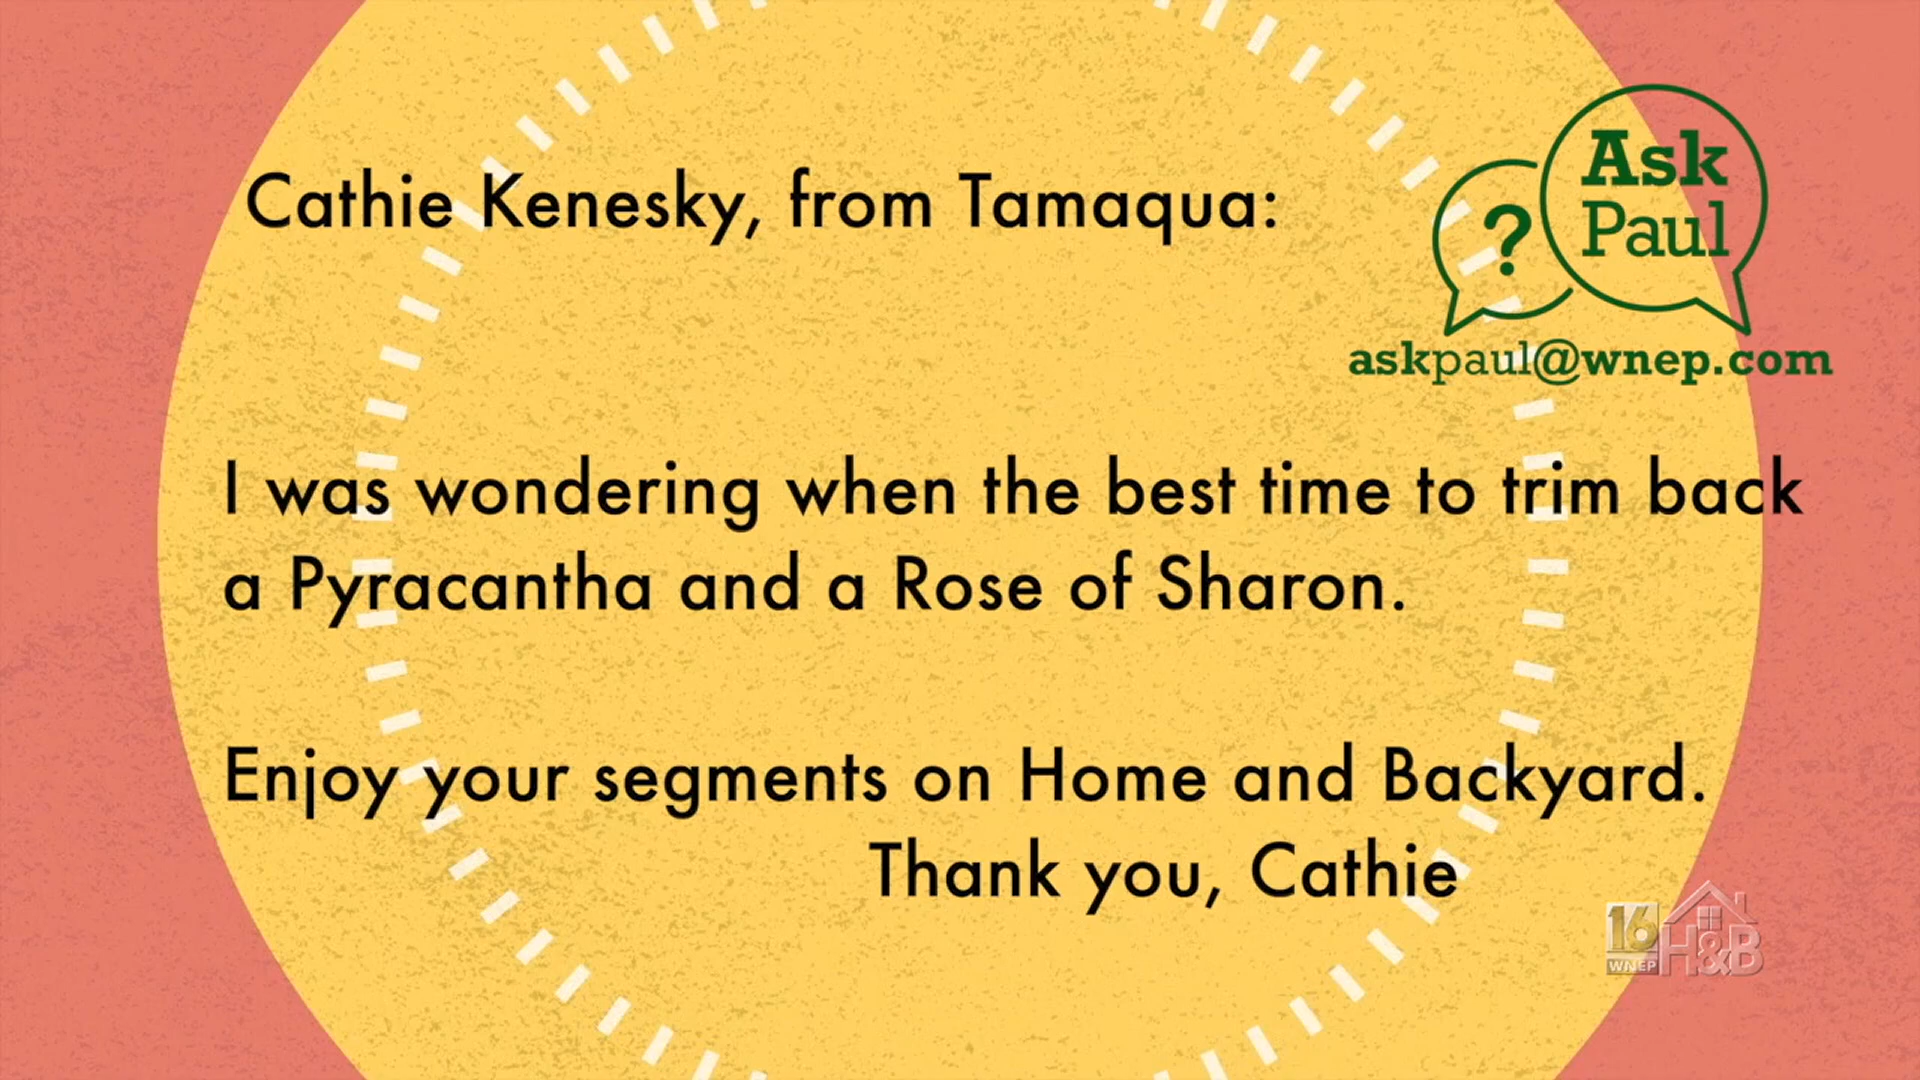 Cathie Kenesky, from Tamaqua:
?
Ask
Paul
askpaul@wnep.com
I was wondering when the best time to trim back
a Pyracantha and a Rose of Sharon.
Enjoy your segments on Home and Backyard.
Thank you, Cathie
16
WNEP
H&B